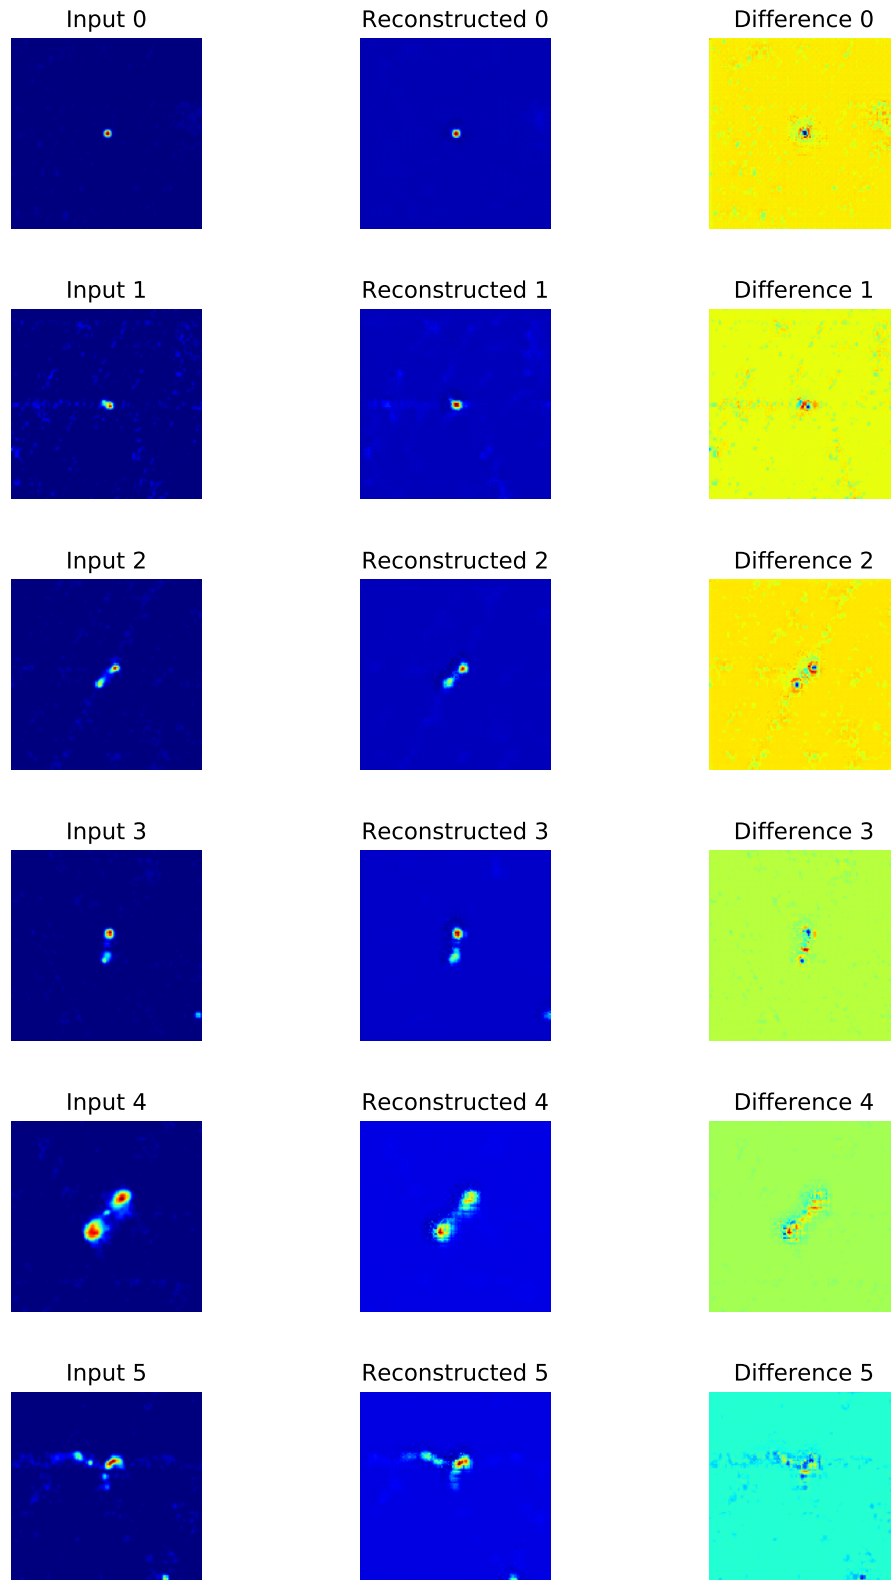 Input 0 Reconstructed 0 Difference 0
Input 1 Reconstructed 1 Difference 1
Input 2 Reconstructed 2 Difference 2
Input 3 Reconstructed 3 Difference 3
Input 4 Reconstructed 4 Difference 4
Input 5 Reconstructed 5 Difference 5